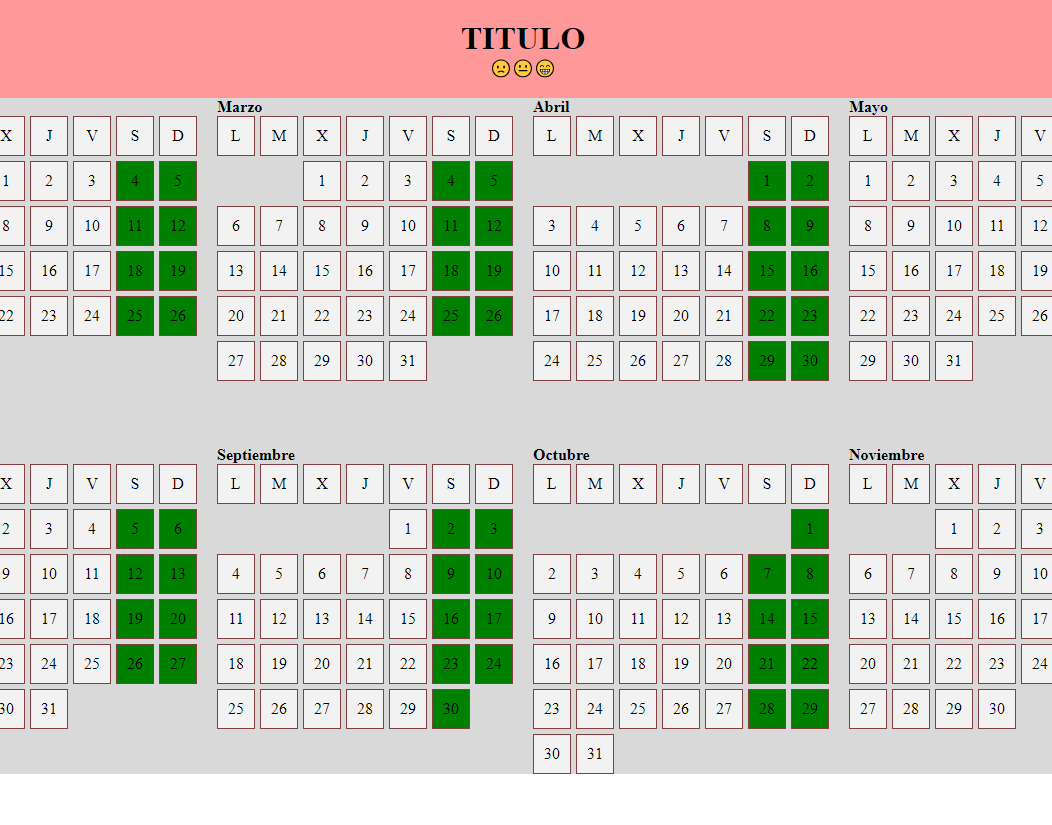 TITULO
Marzo Abril Mayo
X J V S D L M X J V S D L M X J V S D L M X J V
1 2 3 4 5 1 2 3 4 5 1 2 1 2 3 4 5
8 9 10 11 12 6 7 8 9 10 11 12 3 4 5 6 7 8 9 8 9 10 11 12
15 16 17 18 19 13 14 15 16 17 18 19 10 11 12 13 14 15 16 15 16 17 18 19
22 23 24 25 26 20 21 22 23 24 25 26 17 18 19 20 21 22 23 22 23 24 25 26
27 28 29 30 31 24 25 26 27 28 29 30 29 30 31
Septiembre Octubre Noviembre
X J V S D L M X J V S D L M X J V S D L M X J V
2 3 4 5 6 1 2 3 1 1 2 3
9 10 11 12 13 4 5 6 7 8 9 10 2 3 4 5 6 7 8 6 7 8 9 10
16 17 18 19 20 11 12 13 14 15 16 17 9 10 11 12 13 14 15 13 14 15 16 17
23 24 25 26 27 18 19 20 21 22 23 24 16 17 18 19 20 21 22 20 21 22 23 24
30 31 25 26 27 28 29 30 23 24 25 26 27 28 29 27 28 29 30
30 31